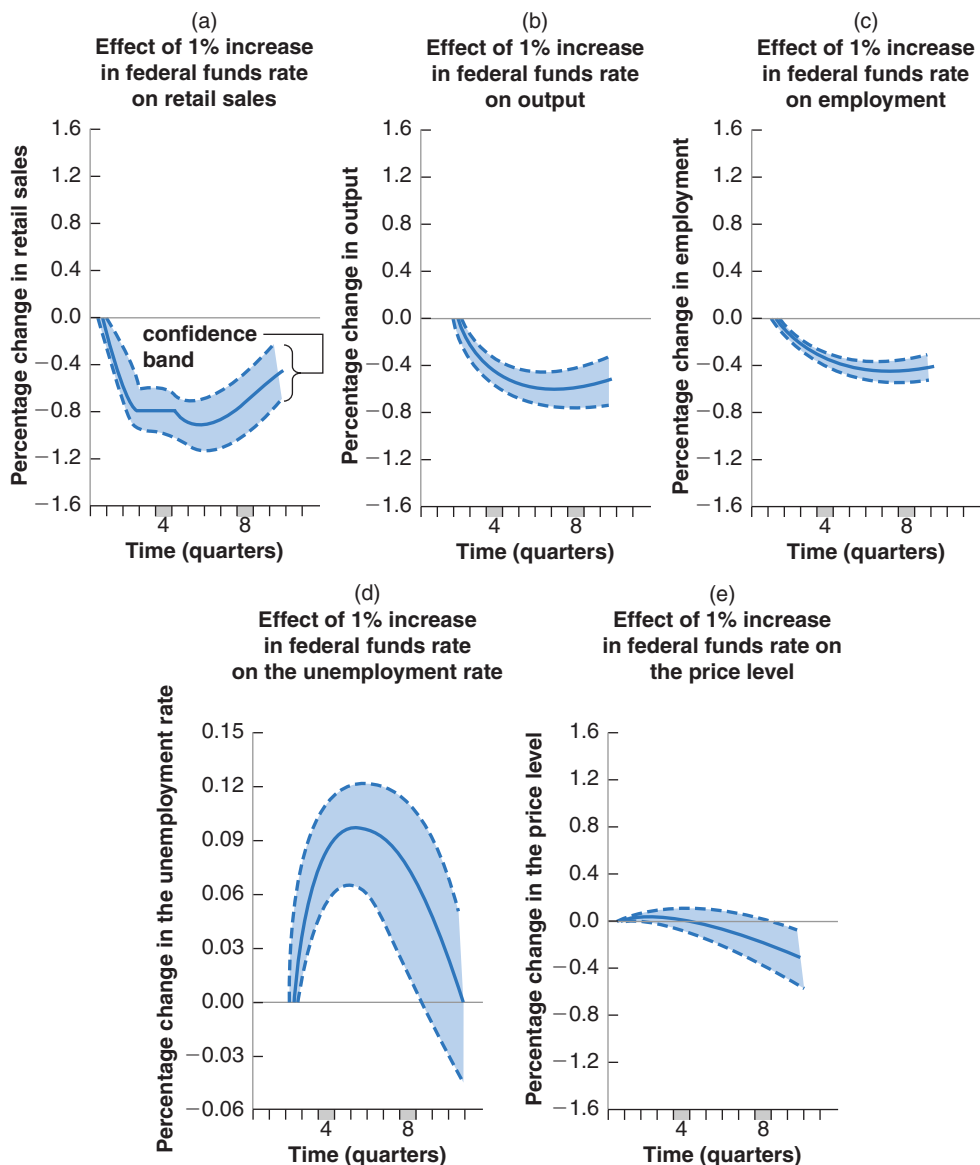 (a)
Effect of 1% increase
in federal funds rate
on retail sales
Percentage change in retail sales
1.6
1.2
0.8
0.4
0.0
−0.4
−0.8
−1.2
−1.6
confidence
band
4
8
Time (quarters)
(b)
Effect of 1% increase
in federal funds rate
on output
Percentage change in output
1.6
1.2
0.8
0.4
0.0
−0.4
−0.8
−1.2
−1.6
4
8
Time (quarters)
(c)
Effect of 1% increase
in federal funds rate
on employment
Percentage change in employment
1.6
1.2
0.8
0.4
0.0
−0.4
−0.8
−1.2
−1.6
4
8
Time (quarters)
(d)
Effect of 1% increase
in federal funds rate
on the unemployment rate
Percentage change in the unemployment rate
0.15
0.12
0.09
0.06
0.03
0.00
−0.03
−0.06
4
8
Time (quarters)
(e)
Effect of 1% increase
in federal funds rate on
the price level
Percentage change in the price level
1.6
1.2
0.8
0.4
0.0
−0.4
−0.8
−1.2
−1.6
4
8
Time (quarters)